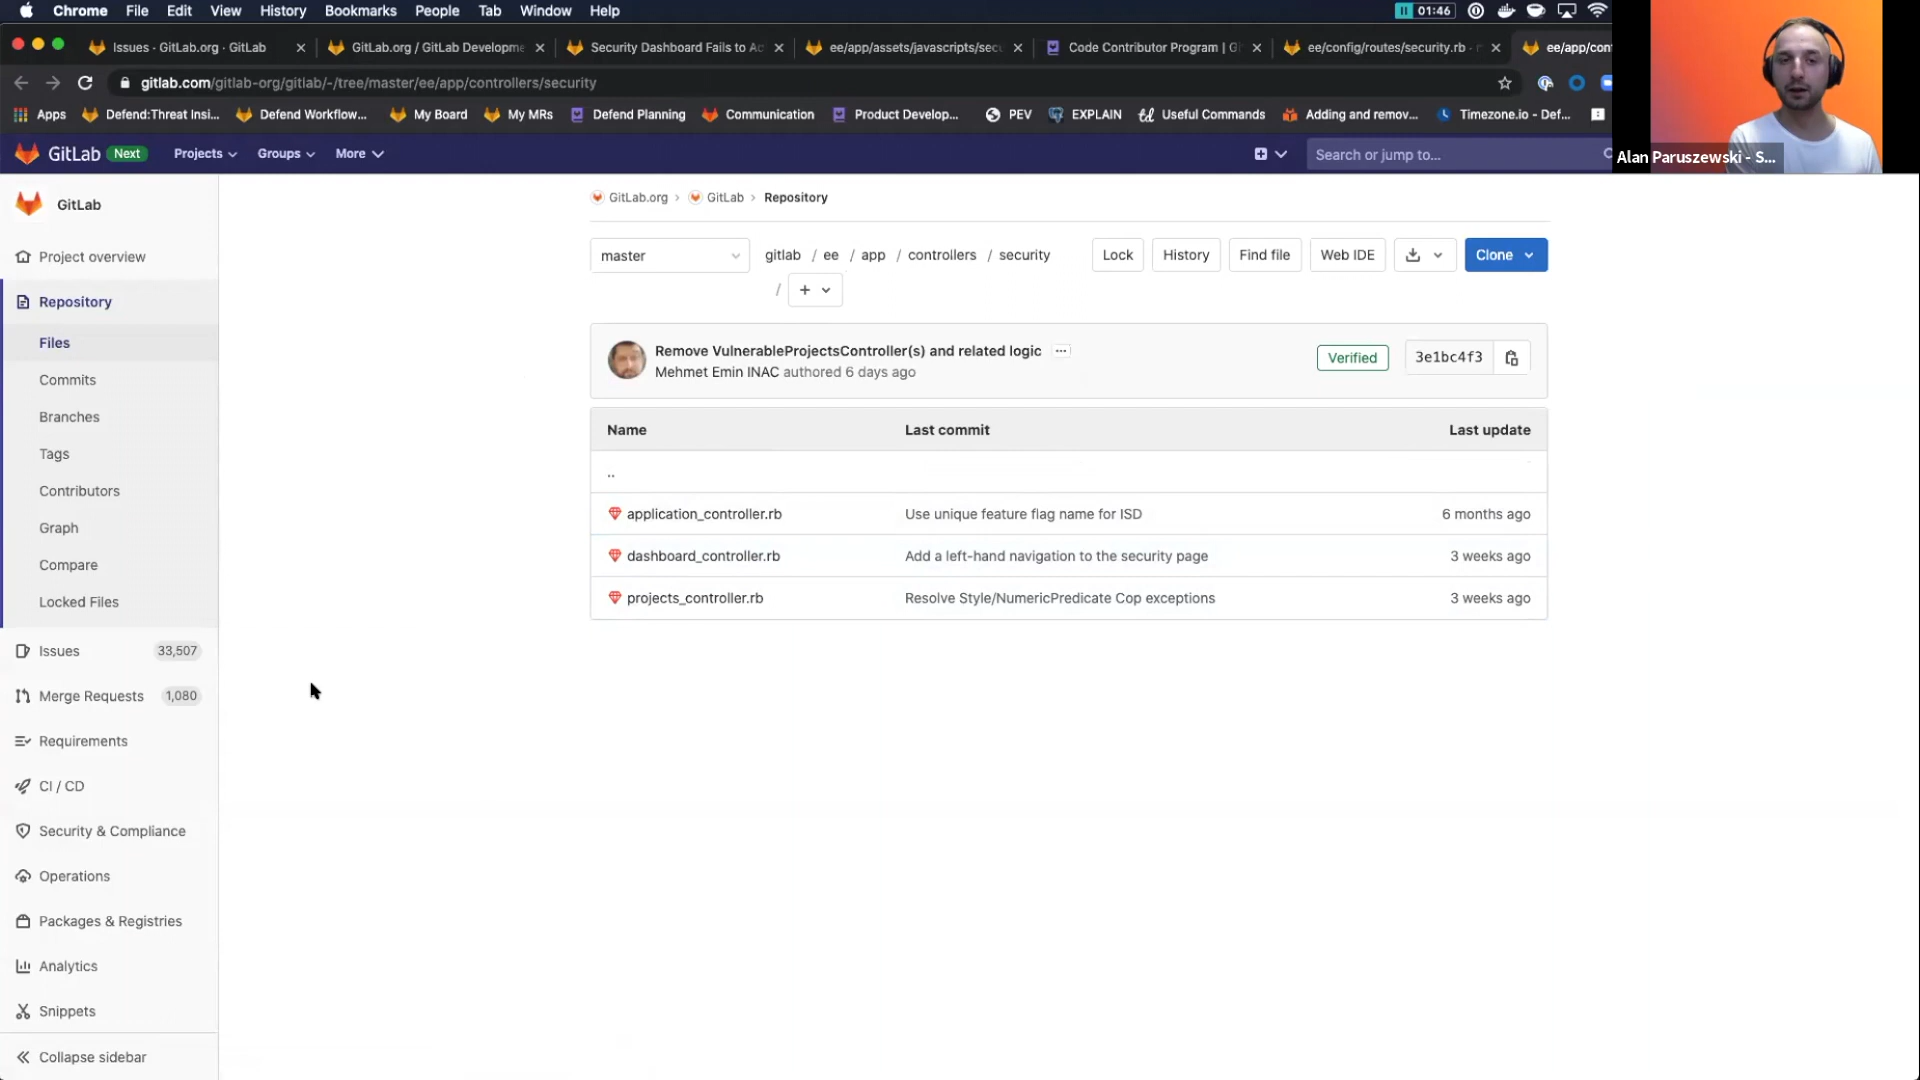 Chrome File Edit View History Bookmarks People Tab Window Help 01:46
Issues · GitLab.org · GitLab
GitLab.org / GitLab Developme
Security Dashboard Fails to Ad
ee/app/assets/javascripts/secu
Code Contributor Program | Gi
ee/config/routes/security.rb
ee/app/cont
gitlab.com/gitlab-org/gitlab/-/tree/master/ee/app/controllers/security
Apps Defend:Threat Insi... Defend Workflow... My Board My MRs Defend Planning Communication Product Develop... PEV EXPLAIN Useful Commands Adding and remov... Timezone.io - Def...
Alan Paruszewski - S...
GitLab Next Projects Groups More Search or jump to...
GitLab
Project overview
Repository
Files
Commits
Branches
Tags
Contributors
Graph
Compare
Locked Files
Issues 33,507
Merge Requests 1,080
Requirements
CI / CD
Security & Compliance
Operations
Packages & Registries
Analytics
Snippets
Collapse sidebar
GitLab.org › GitLab › Repository
master gitlab / ee / app / controllers / security Lock History Find file Web IDE Clone
/ +
Remove VulnerableProjectsController(s) and related logic ...
Mehmet Emin INAC authored 6 days ago
Verified 3e1bc4f3
Name Last commit Last update
..
application_controller.rb Use unique feature flag name for ISD 6 months ago
dashboard_controller.rb Add a left-hand navigation to the security page 3 weeks ago
projects_controller.rb Resolve Style/NumericPredicate Cop exceptions 3 weeks ago